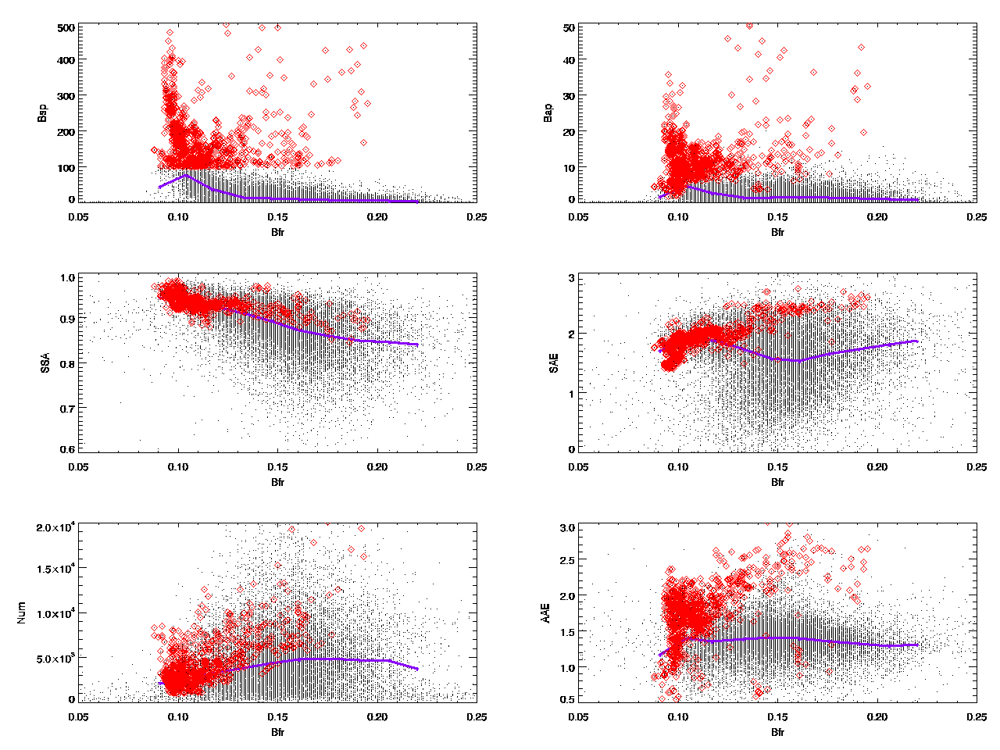 500
400
300
200
100
0
Bsp
0.05 0.10 0.15 0.20 0.25
Bfr
50
40
30
20
10
0
Bap
0.05 0.10 0.15 0.20 0.25
Bfr
1.0
0.9
0.8
0.7
0.6
SSA
0.05 0.10 0.15 0.20 0.25
Bfr
3
2
1
0
SAE
0.05 0.10 0.15 0.20 0.25
Bfr
2.0×10⁴
1.5×10⁴
1.0×10⁴
5.0×10³
0
Num
0.05 0.10 0.15 0.20 0.25
Bfr
3.0
2.5
2.0
1.5
1.0
0.5
AAE
0.05 0.10 0.15 0.20 0.25
Bfr